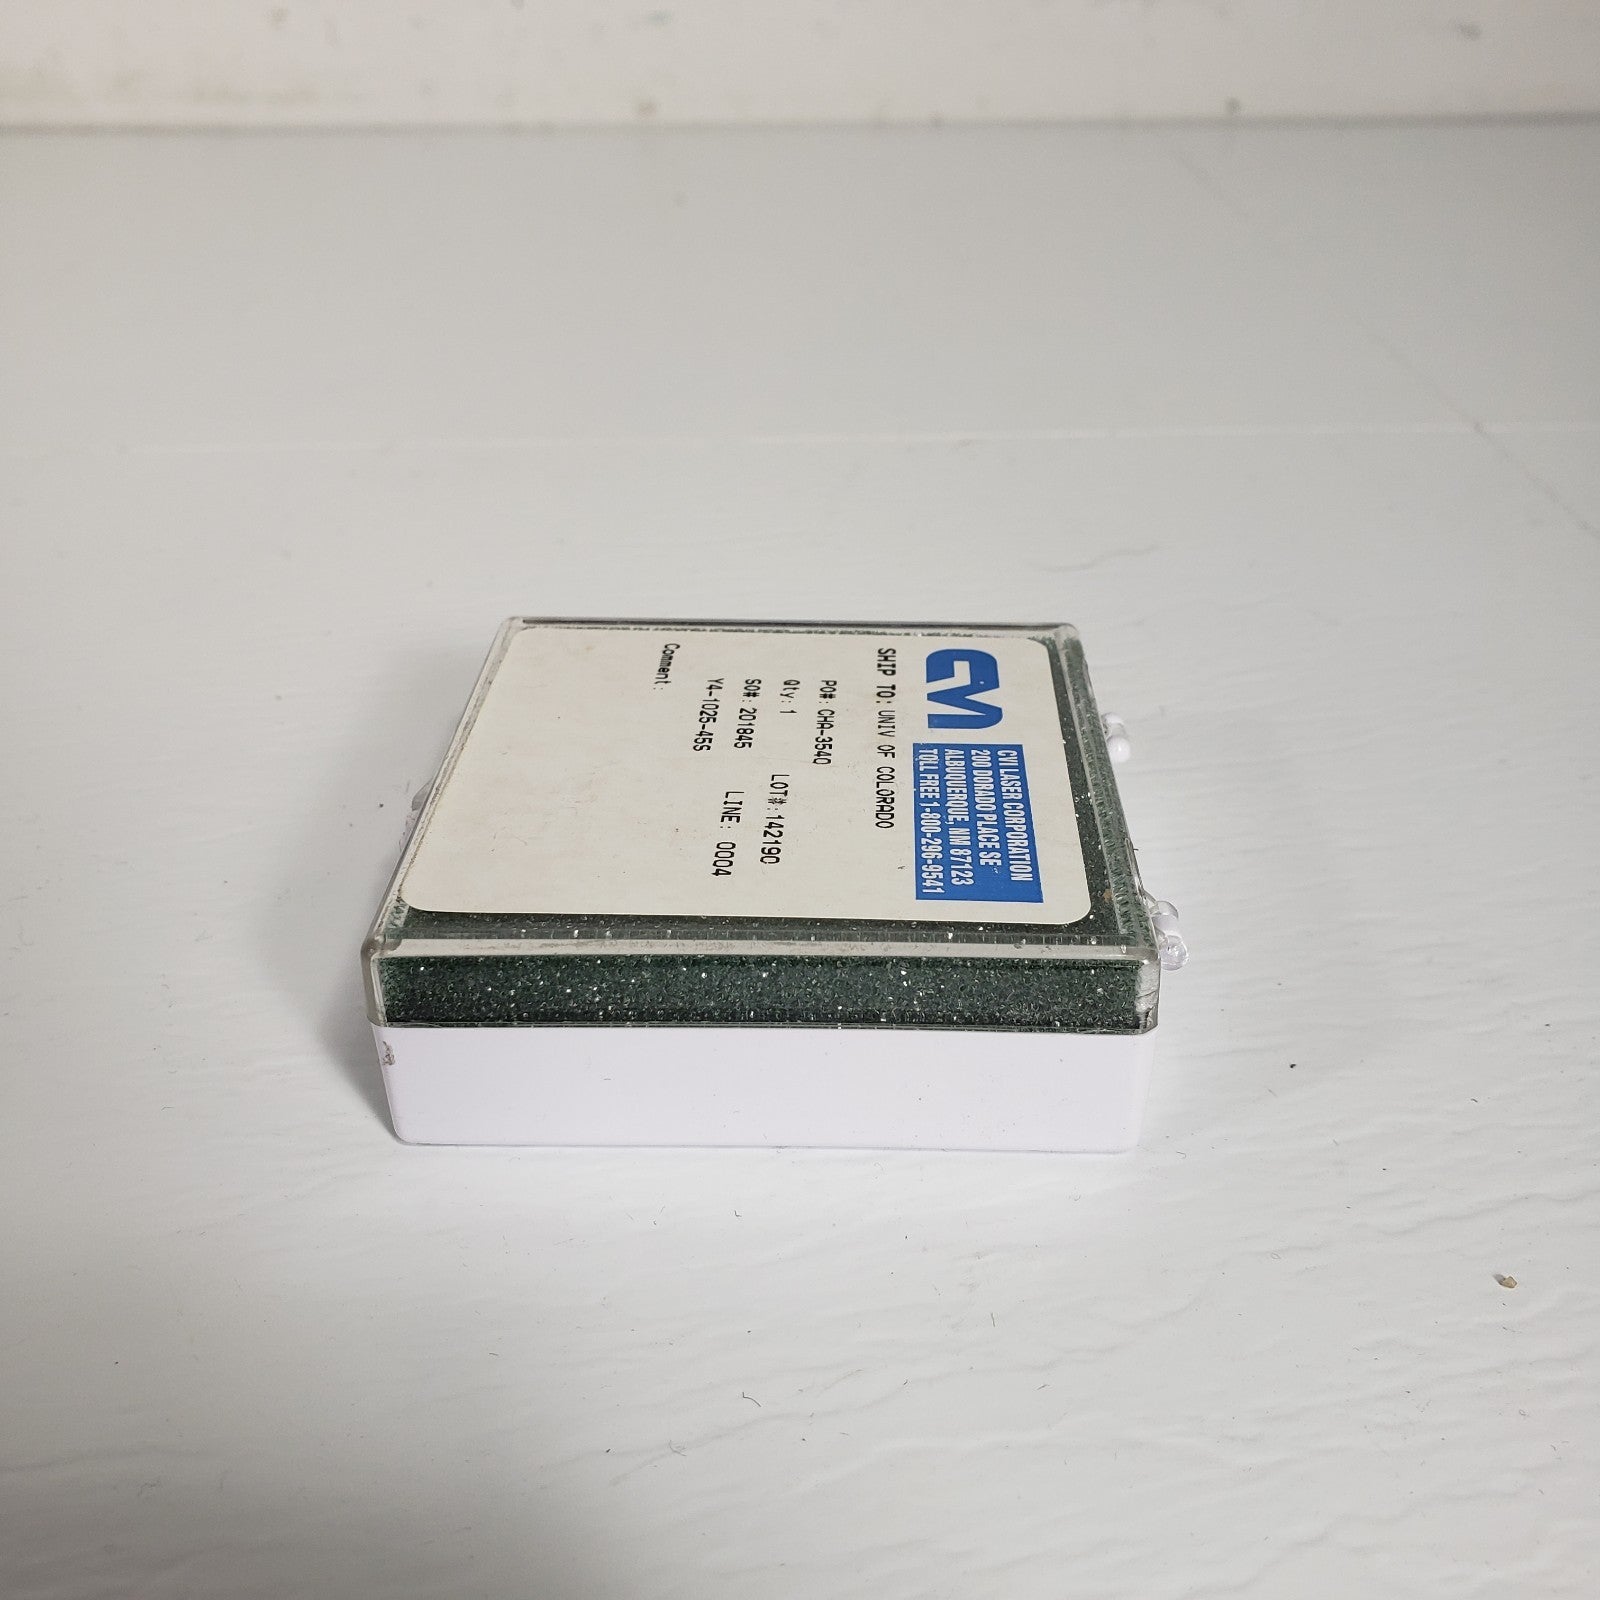 CVI
CVI LASER CORPORATION
200 DORADO PLACE SE
ALBUQUERQUE, NM 87123
TOLL FREE 1-800-296-9541
SHIP TO: UNIV OF COLORADO
PO#: CHA-3540
Qty: 1 LOT#: 142190
SO#: 201845 LINE: 0004
Y4-1025-45S
Comment: